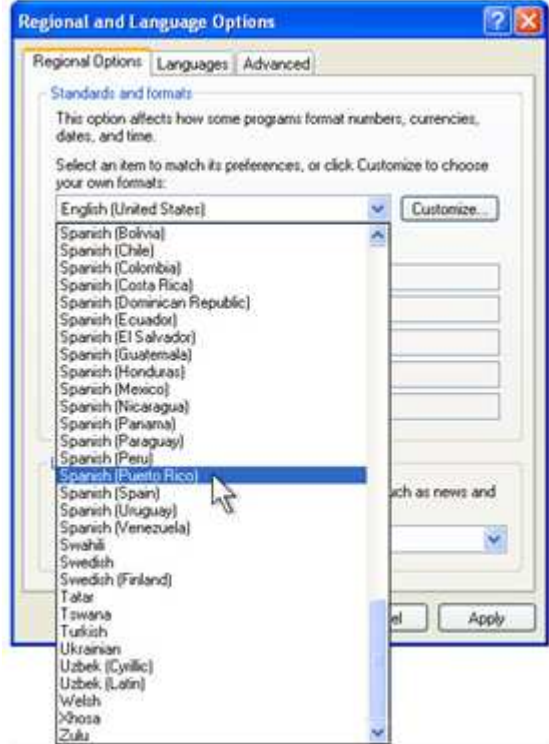 Regional and Language Options
Regional Options Languages Advanced
Standards and formats
This option affects how some programs format numbers, currencies,
dates, and time.
Select an item to match its preferences, or click Customize to choose
your own formats:
English (United States)
Customize...
Spanish (Bolivia)
Spanish (Chile)
Spanish (Colombia)
Spanish (Costa Rica)
Spanish (Dominican Republic)
Spanish (Ecuador)
Spanish (El Salvador)
Spanish (Guatemala)
Spanish (Honduras)
Spanish (Mexico)
Spanish (Nicaragua)
Spanish (Panama)
Spanish (Paraguay)
Spanish (Peru)
Spanish (Puerto Rico)
Spanish (Spain)
uch as news and
Spanish (Uruguay)
Spanish (Venezuela)
Swahili
Swedish
Swedish (Finland)
Tatar
Tswana
el
Apply
Turkish
Ukrainian
Uzbek (Cyrillic)
Uzbek (Latin)
Welsh
Xhosa
Zulu